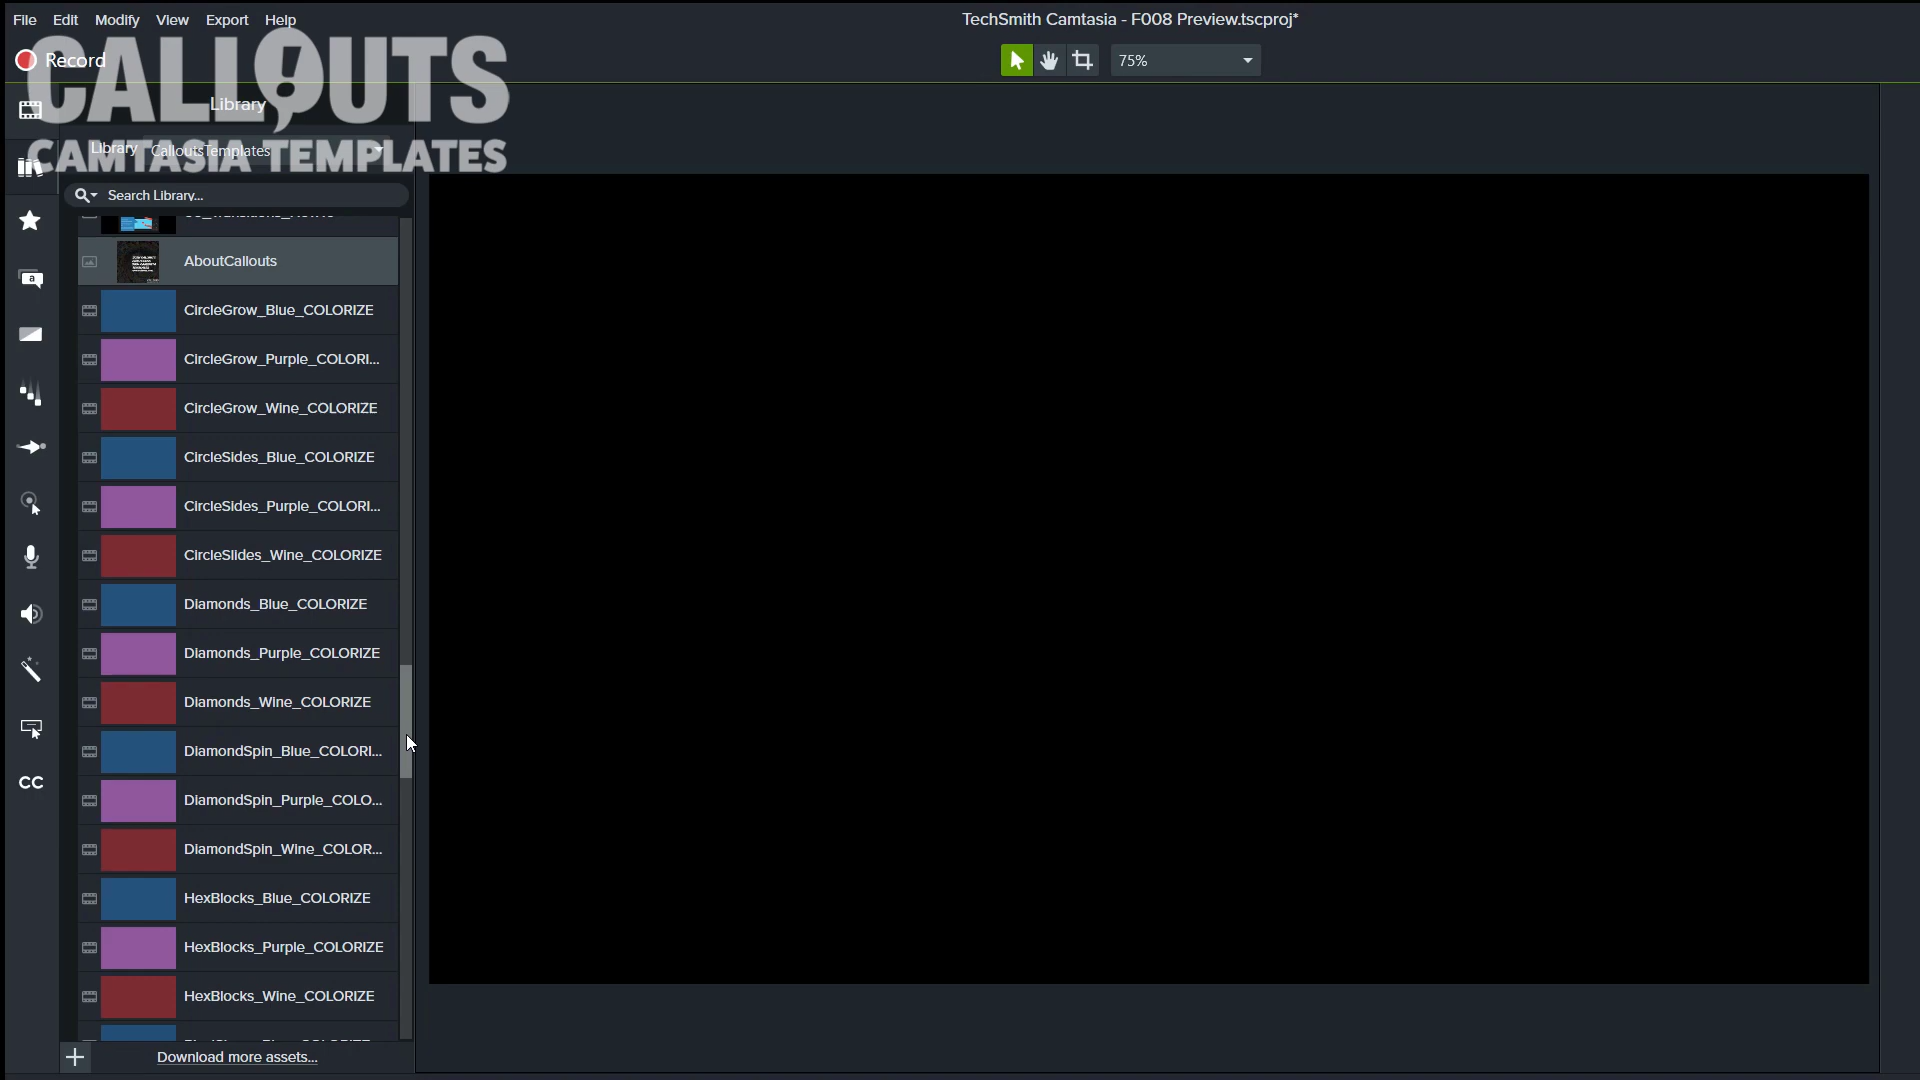 File Edit Modify View Export Help
TechSmith Camtasia - F008 Preview.tscproj*
Record
75%
CALLOUTS
CAMTASIA TEMPLATES
Library
Library CalloutsTemplates
Search Library...
AboutCallouts
CircleGrow_Blue_COLORIZE
CircleGrow_Purple_COLORI...
CircleGrow_Wine_COLORIZE
CircleSides_Blue_COLORIZE
CircleSides_Purple_COLORI...
CircleSlides_Wine_COLORIZE
Diamonds_Blue_COLORIZE
Diamonds_Purple_COLORIZE
Diamonds_Wine_COLORIZE
DiamondSpin_Blue_COLORI...
DiamondSpin_Purple_COLO...
DiamondSpin_Wine_COLOR...
HexBlocks_Blue_COLORIZE
HexBlocks_Purple_COLORIZE
HexBlocks_Wine_COLORIZE
Download more assets...
a
CC